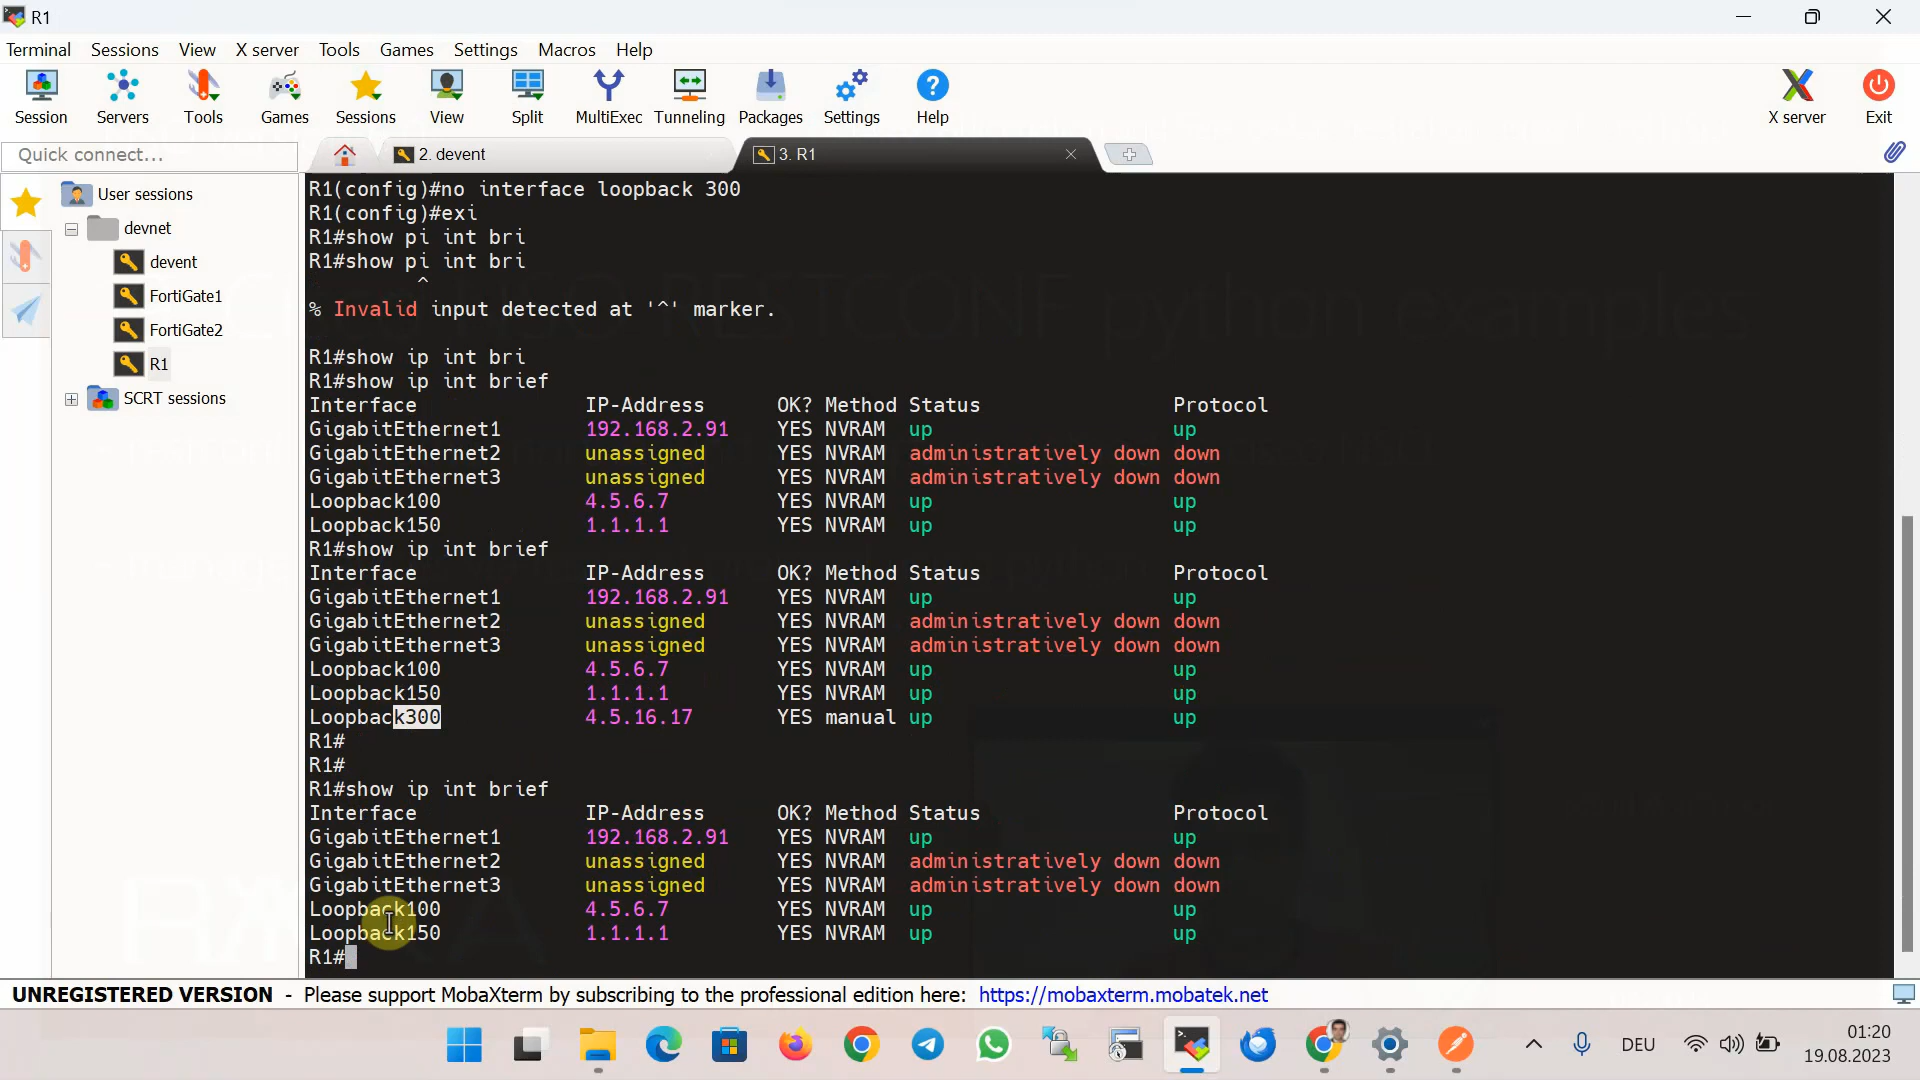 R1
Terminal Sessions View X server Tools Games Settings Macros Help
Session Servers Tools Games Sessions View Split MultiExec Tunneling Packages Settings Help X server Exit
Quick connect...
2. devent
3. R1
User sessions
devnet
devent
FortiGate1
FortiGate2
R1
SCRT sessions
R1(config)#no interface loopback 300
R1(config)#exi
R1#show pi int bri
R1#show pi int bri
^
% Invalid input detected at '^' marker.
R1#show ip int bri
R1#show ip int brief
Interface IP-Address OK? Method Status Protocol
GigabitEthernet1 192.168.2.91 YES NVRAM up up
GigabitEthernet2 unassigned YES NVRAM administratively down down
GigabitEthernet3 unassigned YES NVRAM administratively down down
Loopback100 4.5.6.7 YES NVRAM up up
Loopback150 1.1.1.1 YES NVRAM up up
R1#show ip int brief
Interface IP-Address OK? Method Status Protocol
GigabitEthernet1 192.168.2.91 YES NVRAM up up
GigabitEthernet2 unassigned YES NVRAM administratively down down
GigabitEthernet3 unassigned YES NVRAM administratively down down
Loopback100 4.5.6.7 YES NVRAM up up
Loopback150 1.1.1.1 YES NVRAM up up
Loopback300 4.5.16.17 YES manual up up
R1#
R1#
R1#show ip int brief
Interface IP-Address OK? Method Status Protocol
GigabitEthernet1 192.168.2.91 YES NVRAM up up
GigabitEthernet2 unassigned YES NVRAM administratively down down
GigabitEthernet3 unassigned YES NVRAM administratively down down
Loopback100 4.5.6.7 YES NVRAM up up
Loopback150 1.1.1.1 YES NVRAM up up
R1#
UNREGISTERED VERSION - Please support MobaXterm by subscribing to the professional edition here: https://mobaxterm.mobatek.net
DEU
01:20
19.08.2023